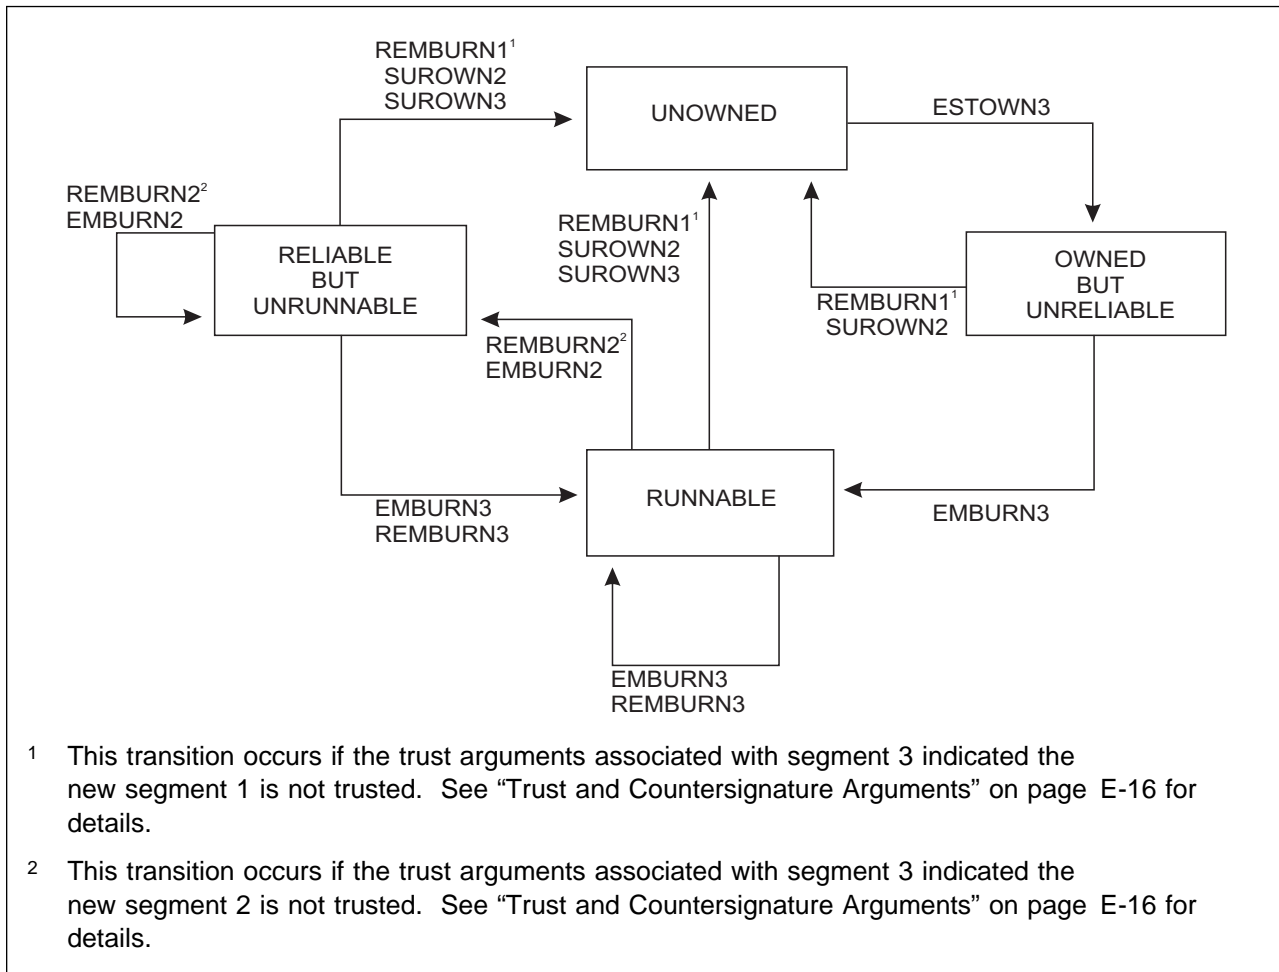 REMBURN1¹
SUROWN2
SUROWN3
UNOWNED
ESTOWN3
REMBURN2²
EMBURN2
RELIABLE
BUT
UNRUNNABLE
REMBURN1¹
SUROWN2
SUROWN3
OWNED
BUT
UNRELIABLE
REMBURN1¹
SUROWN2
REMBURN2²
EMBURN2
EMBURN3
REMBURN3
RUNNABLE
EMBURN3
EMBURN3
REMBURN3
1 This transition occurs if the trust arguments associated with segment 3 indicated the
new segment 1 is not trusted. See “Trust and Countersignature Arguments” on page E-16 for
details.
2 This transition occurs if the trust arguments associated with segment 3 indicated the
new segment 2 is not trusted. See “Trust and Countersignature Arguments” on page E-16 for
details.